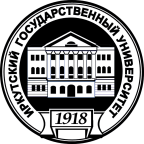 ИРКУТСКИЙ ГОСУДАРСТВЕННЫЙ УНИВЕРСИТЕТ
1918